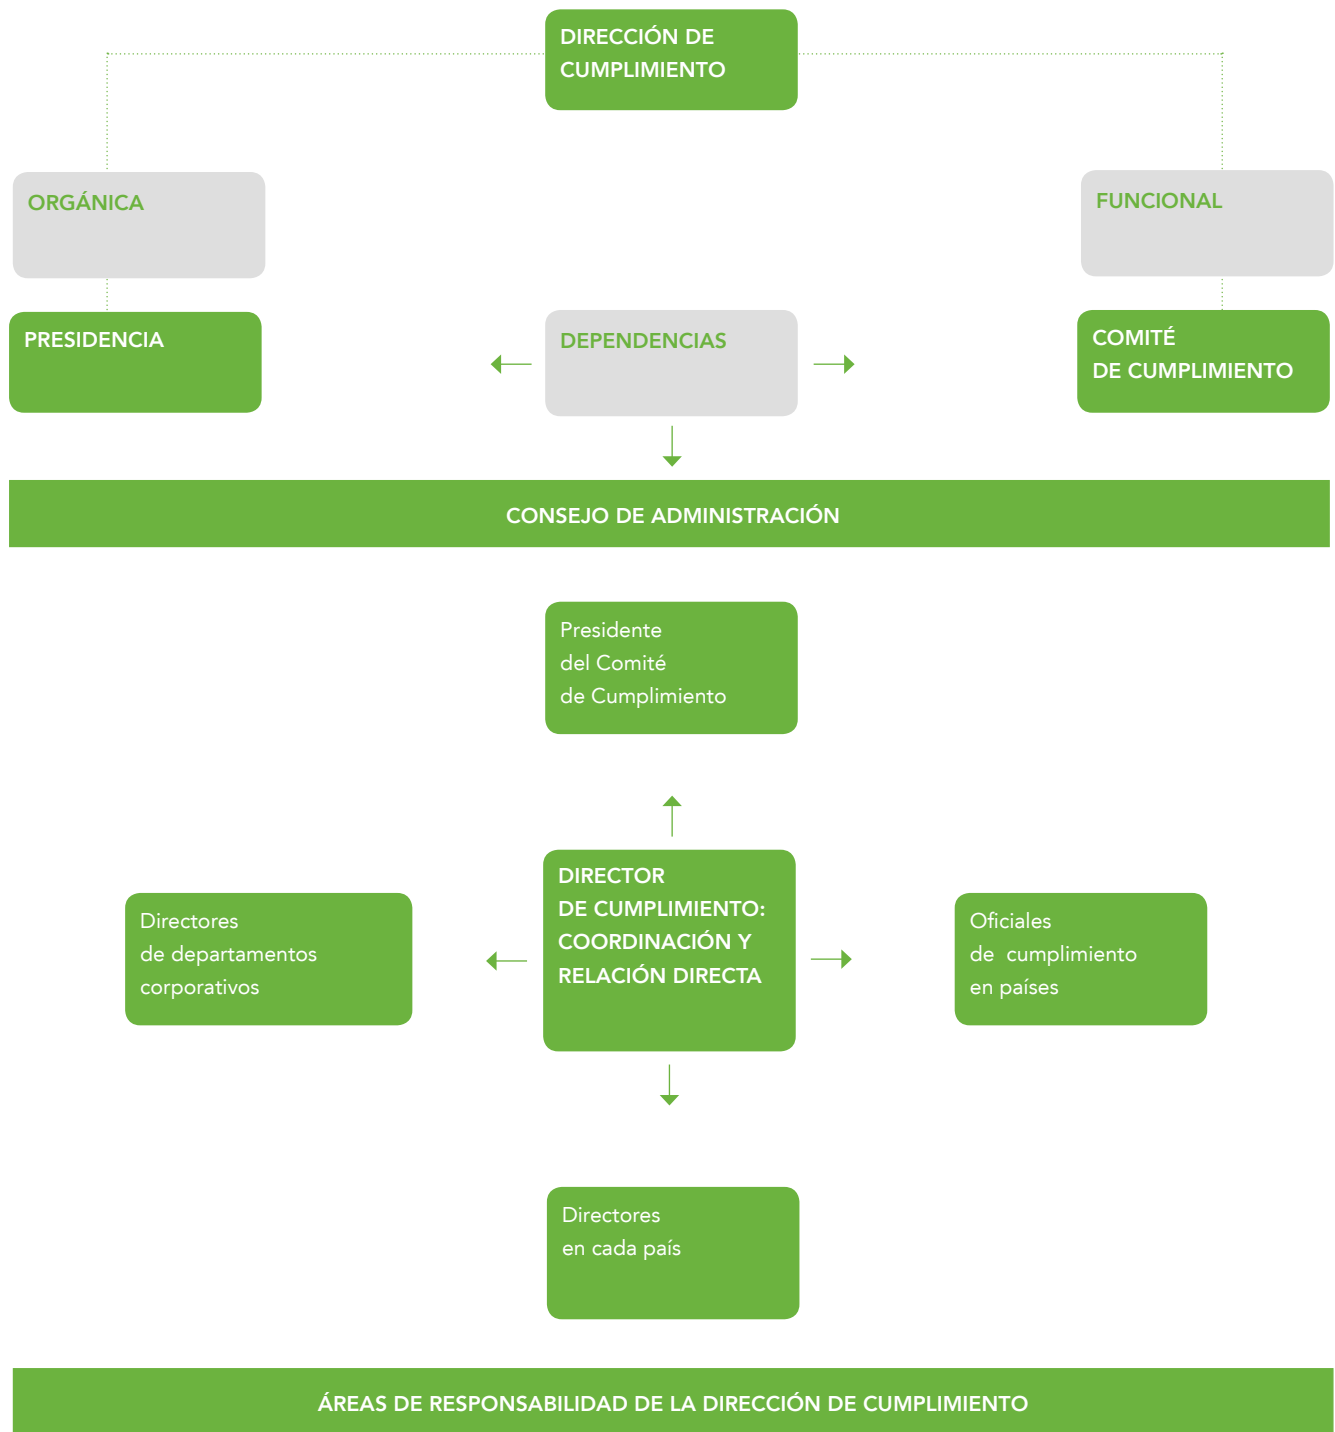 DIRECCIÓN DE
CUMPLIMIENTO
ORGÁNICA
FUNCIONAL
PRESIDENCIA
DEPENDENCIAS
COMITÉ
DE CUMPLIMIENTO
CONSEJO DE ADMINISTRACIÓN
Presidente
del Comité
de Cumplimiento
DIRECTOR
DE CUMPLIMIENTO:
COORDINACIÓN Y
RELACIÓN DIRECTA
Directores
de departamentos
corporativos
Oficiales
de cumplimiento
en países
Directores
en cada país
ÁREAS DE RESPONSABILIDAD DE LA DIRECCIÓN DE CUMPLIMIENTO